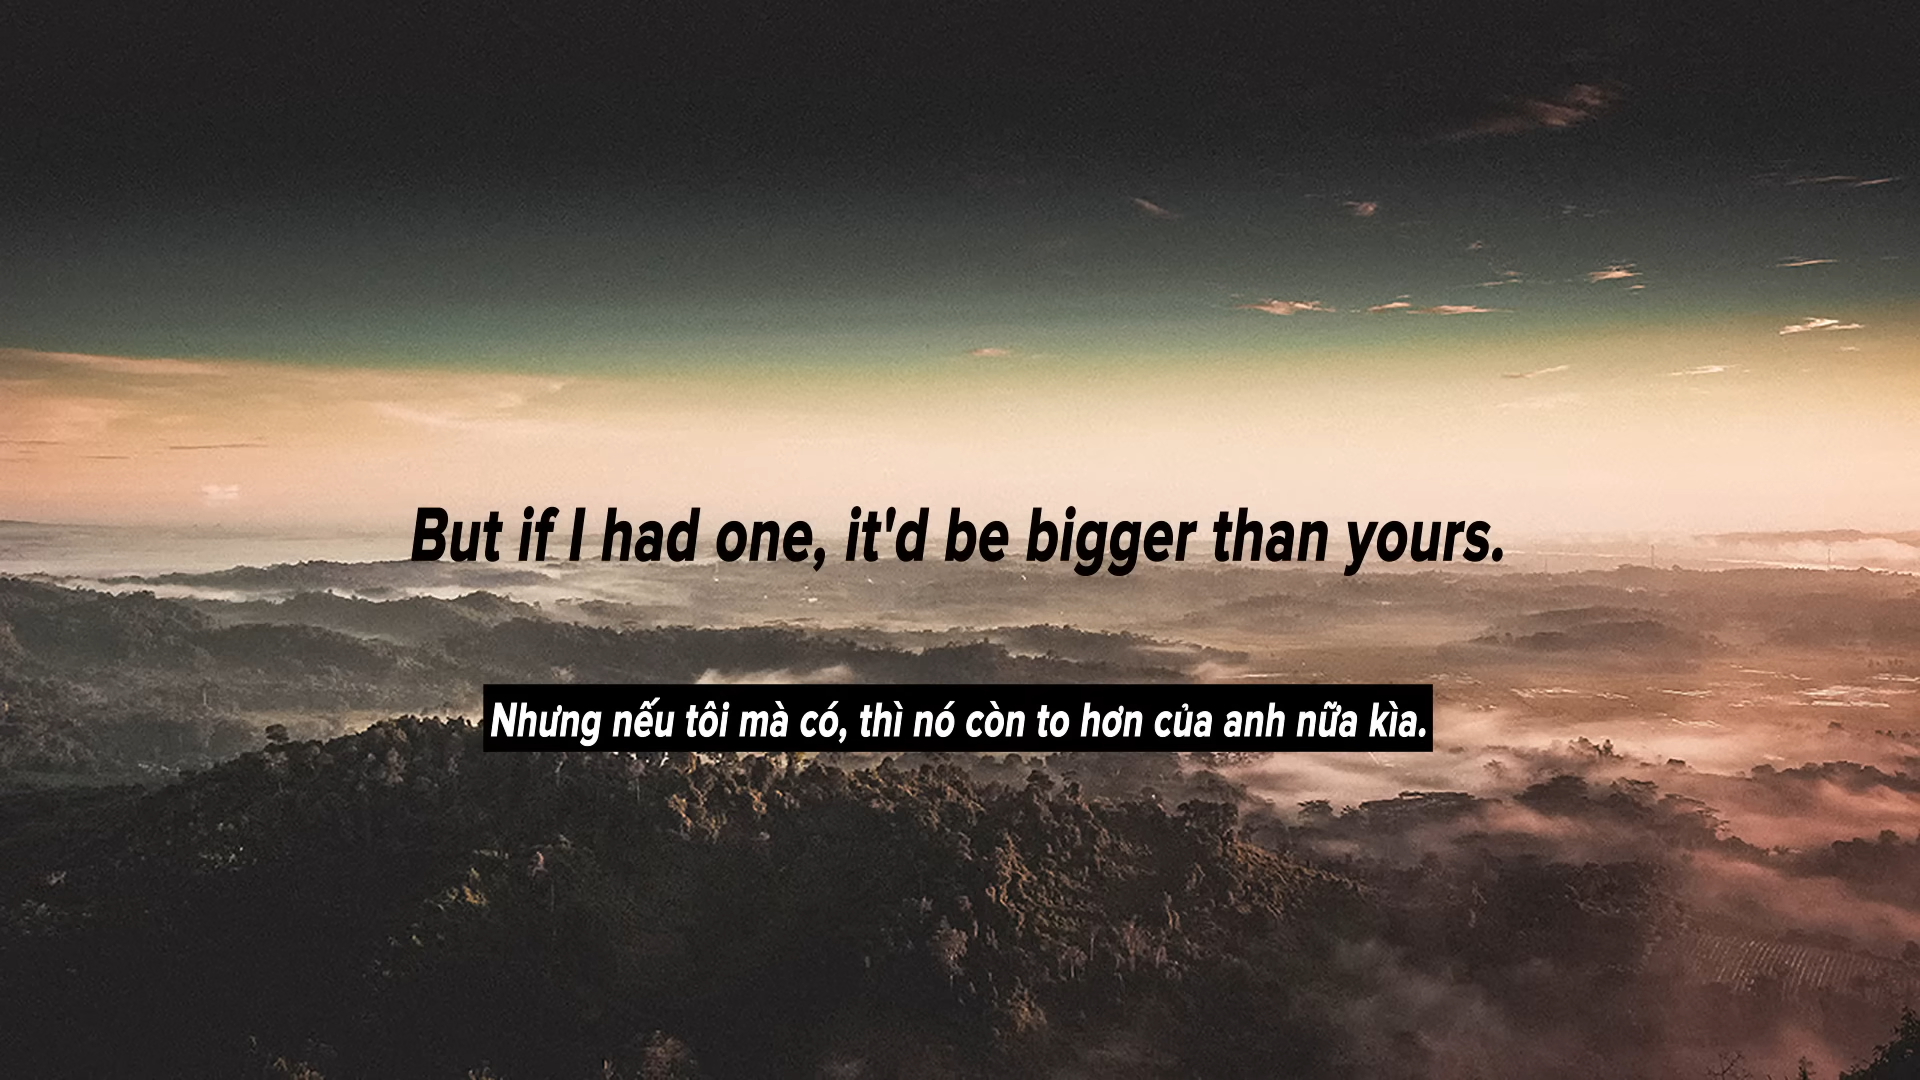 But if I had one, it'd be bigger than yours.
Nhưng nếu tôi mà có, thì nó còn to hơn của anh nữa kìa.